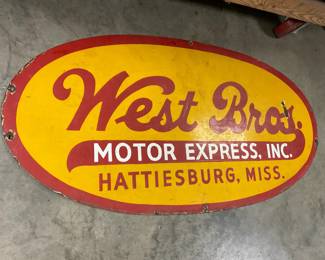 West Bros.
MOTOR EXPRESS, INC.
HATTIESBURG, MISS.